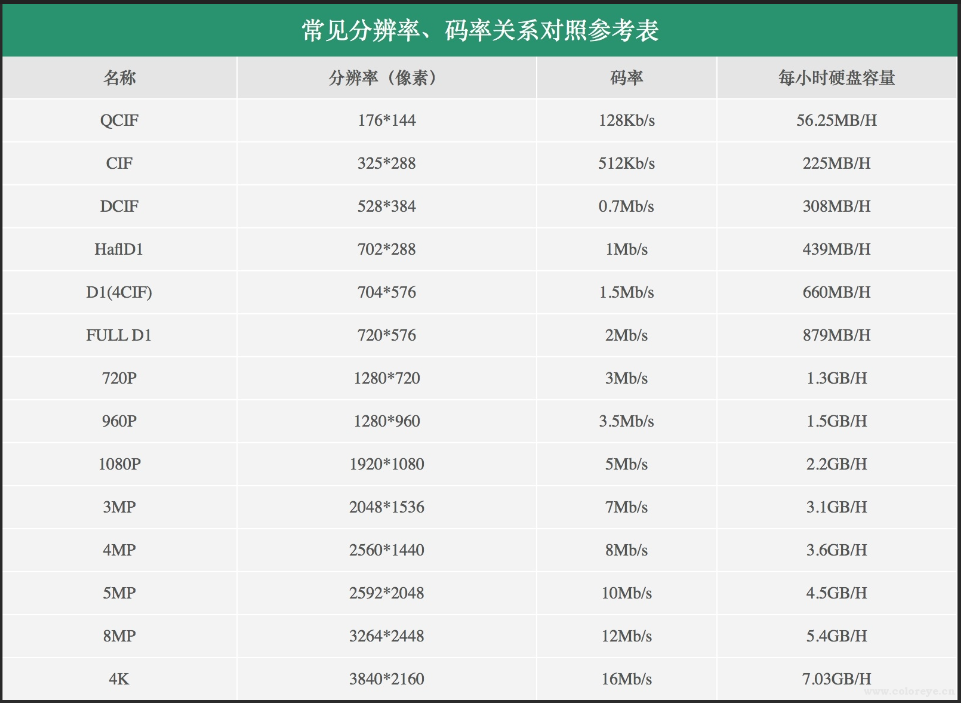 常见分辨率、码率关系对照参考表
名称 分辨率（像素） 码率 每小时硬盘容量
QCIF 176*144 128Kb/s 56.25MB/H
CIF 325*288 512Kb/s 225MB/H
DCIF 528*384 0.7Mb/s 308MB/H
HaflD1 702*288 1Mb/s 439MB/H
D1(4CIF) 704*576 1.5Mb/s 660MB/H
FULL D1 720*576 2Mb/s 879MB/H
720P 1280*720 3Mb/s 1.3GB/H
960P 1280*960 3.5Mb/s 1.5GB/H
1080P 1920*1080 5Mb/s 2.2GB/H
3MP 2048*1536 7Mb/s 3.1GB/H
4MP 2560*1440 8Mb/s 3.6GB/H
5MP 2592*2048 10Mb/s 4.5GB/H
8MP 3264*2448 12Mb/s 5.4GB/H
4K 3840*2160 16Mb/s 7.03GB/H
www.coloreye.cn